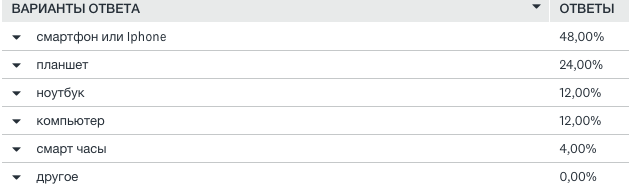 ВАРИАНТЫ ОТВЕТА ОТВЕТЫ
смартфон или Iphone 48,00%
планшет 24,00%
ноутбук 12,00%
компьютер 12,00%
смарт часы 4,00%
другое 0,00%